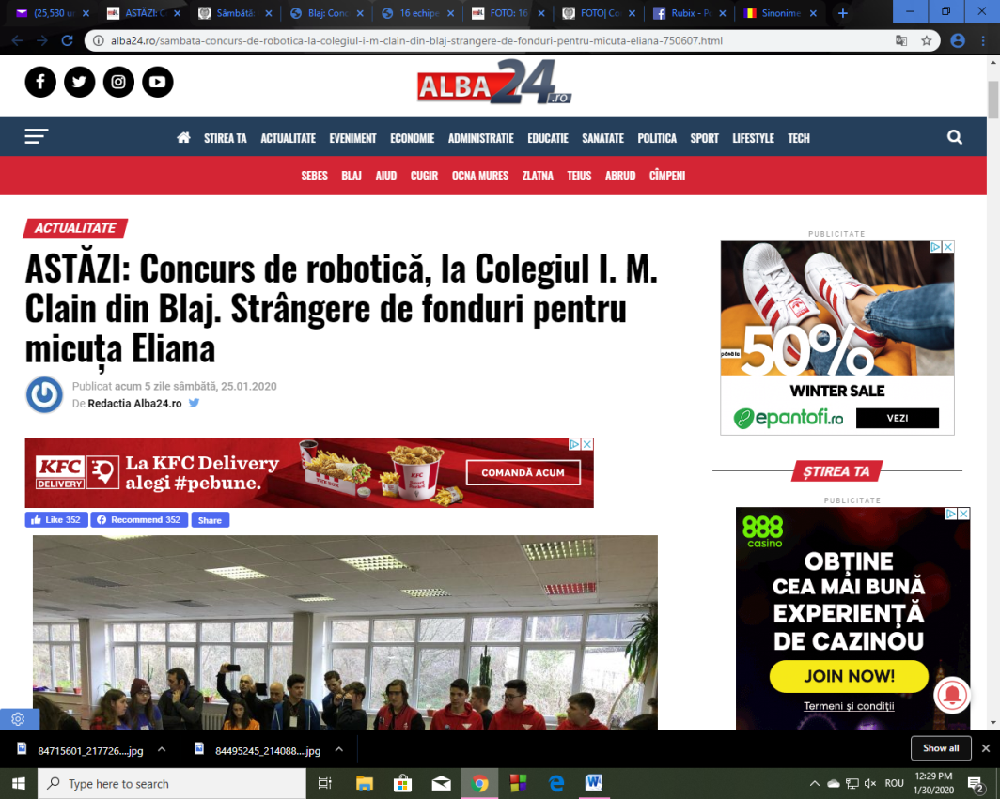 (25,530 u
ASTĂZI: C
Sâmbătă:
Blaj: Conc
16 echipe
FOTO: 16
FOTO| Co
Rubix - Po
Sinonime
alba24.ro/sambata-concurs-de-robotica-la-colegiul-i-m-clain-din-blaj-strangere-de-fonduri-pentru-micuta-eliana-750607.html
ALBA24.ro
STIREA TA ACTUALITATE EVENIMENT ECONOMIE ADMINISTRATIE EDUCATIE SANATATE POLITICA SPORT LIFESTYLE TECH
SEBES BLAJ AIUD CUGIR OCNA MURES ZLATNA TEIUS ABRUD CÎMPENI
ACTUALITATE
ASTĂZI: Concurs de robotică, la Colegiul I. M.
Clain din Blaj. Strângere de fonduri pentru
micuța Eliana
Publicat acum 5 zile sâmbătă, 25.01.2020
De Redactia Alba24.ro
KFC
DELIVERY
La KFC Delivery
alegi #pebune.
COMANDĂ ACUM
Like 352 Recommend 352 Share
PUBLICITATE
până la
50%
WINTER SALE
epantofi.ro VEZI
ȘTIREA TA
PUBLICITATE
888
casino
OBȚINE
CEA MAI BUNĂ
EXPERIENȚĂ
DE CAZINOU
JOIN NOW!
Termeni și condiții
84715601_217726....jpg
84495245_214088....jpg
Show all
Type here to search
ROU
12:29 PM
1/30/2020
2